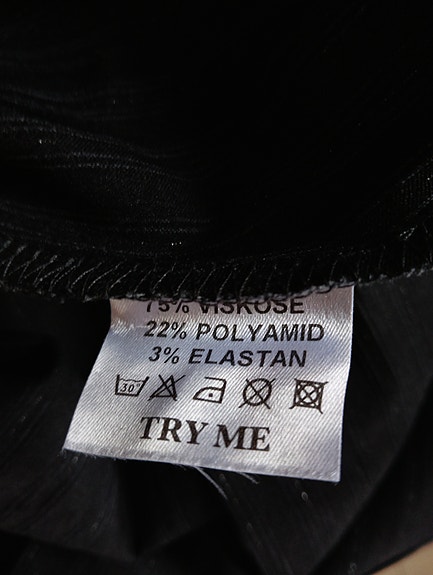 75% VISKOSE
22% POLYAMID
3% ELASTAN
30°
TRY ME